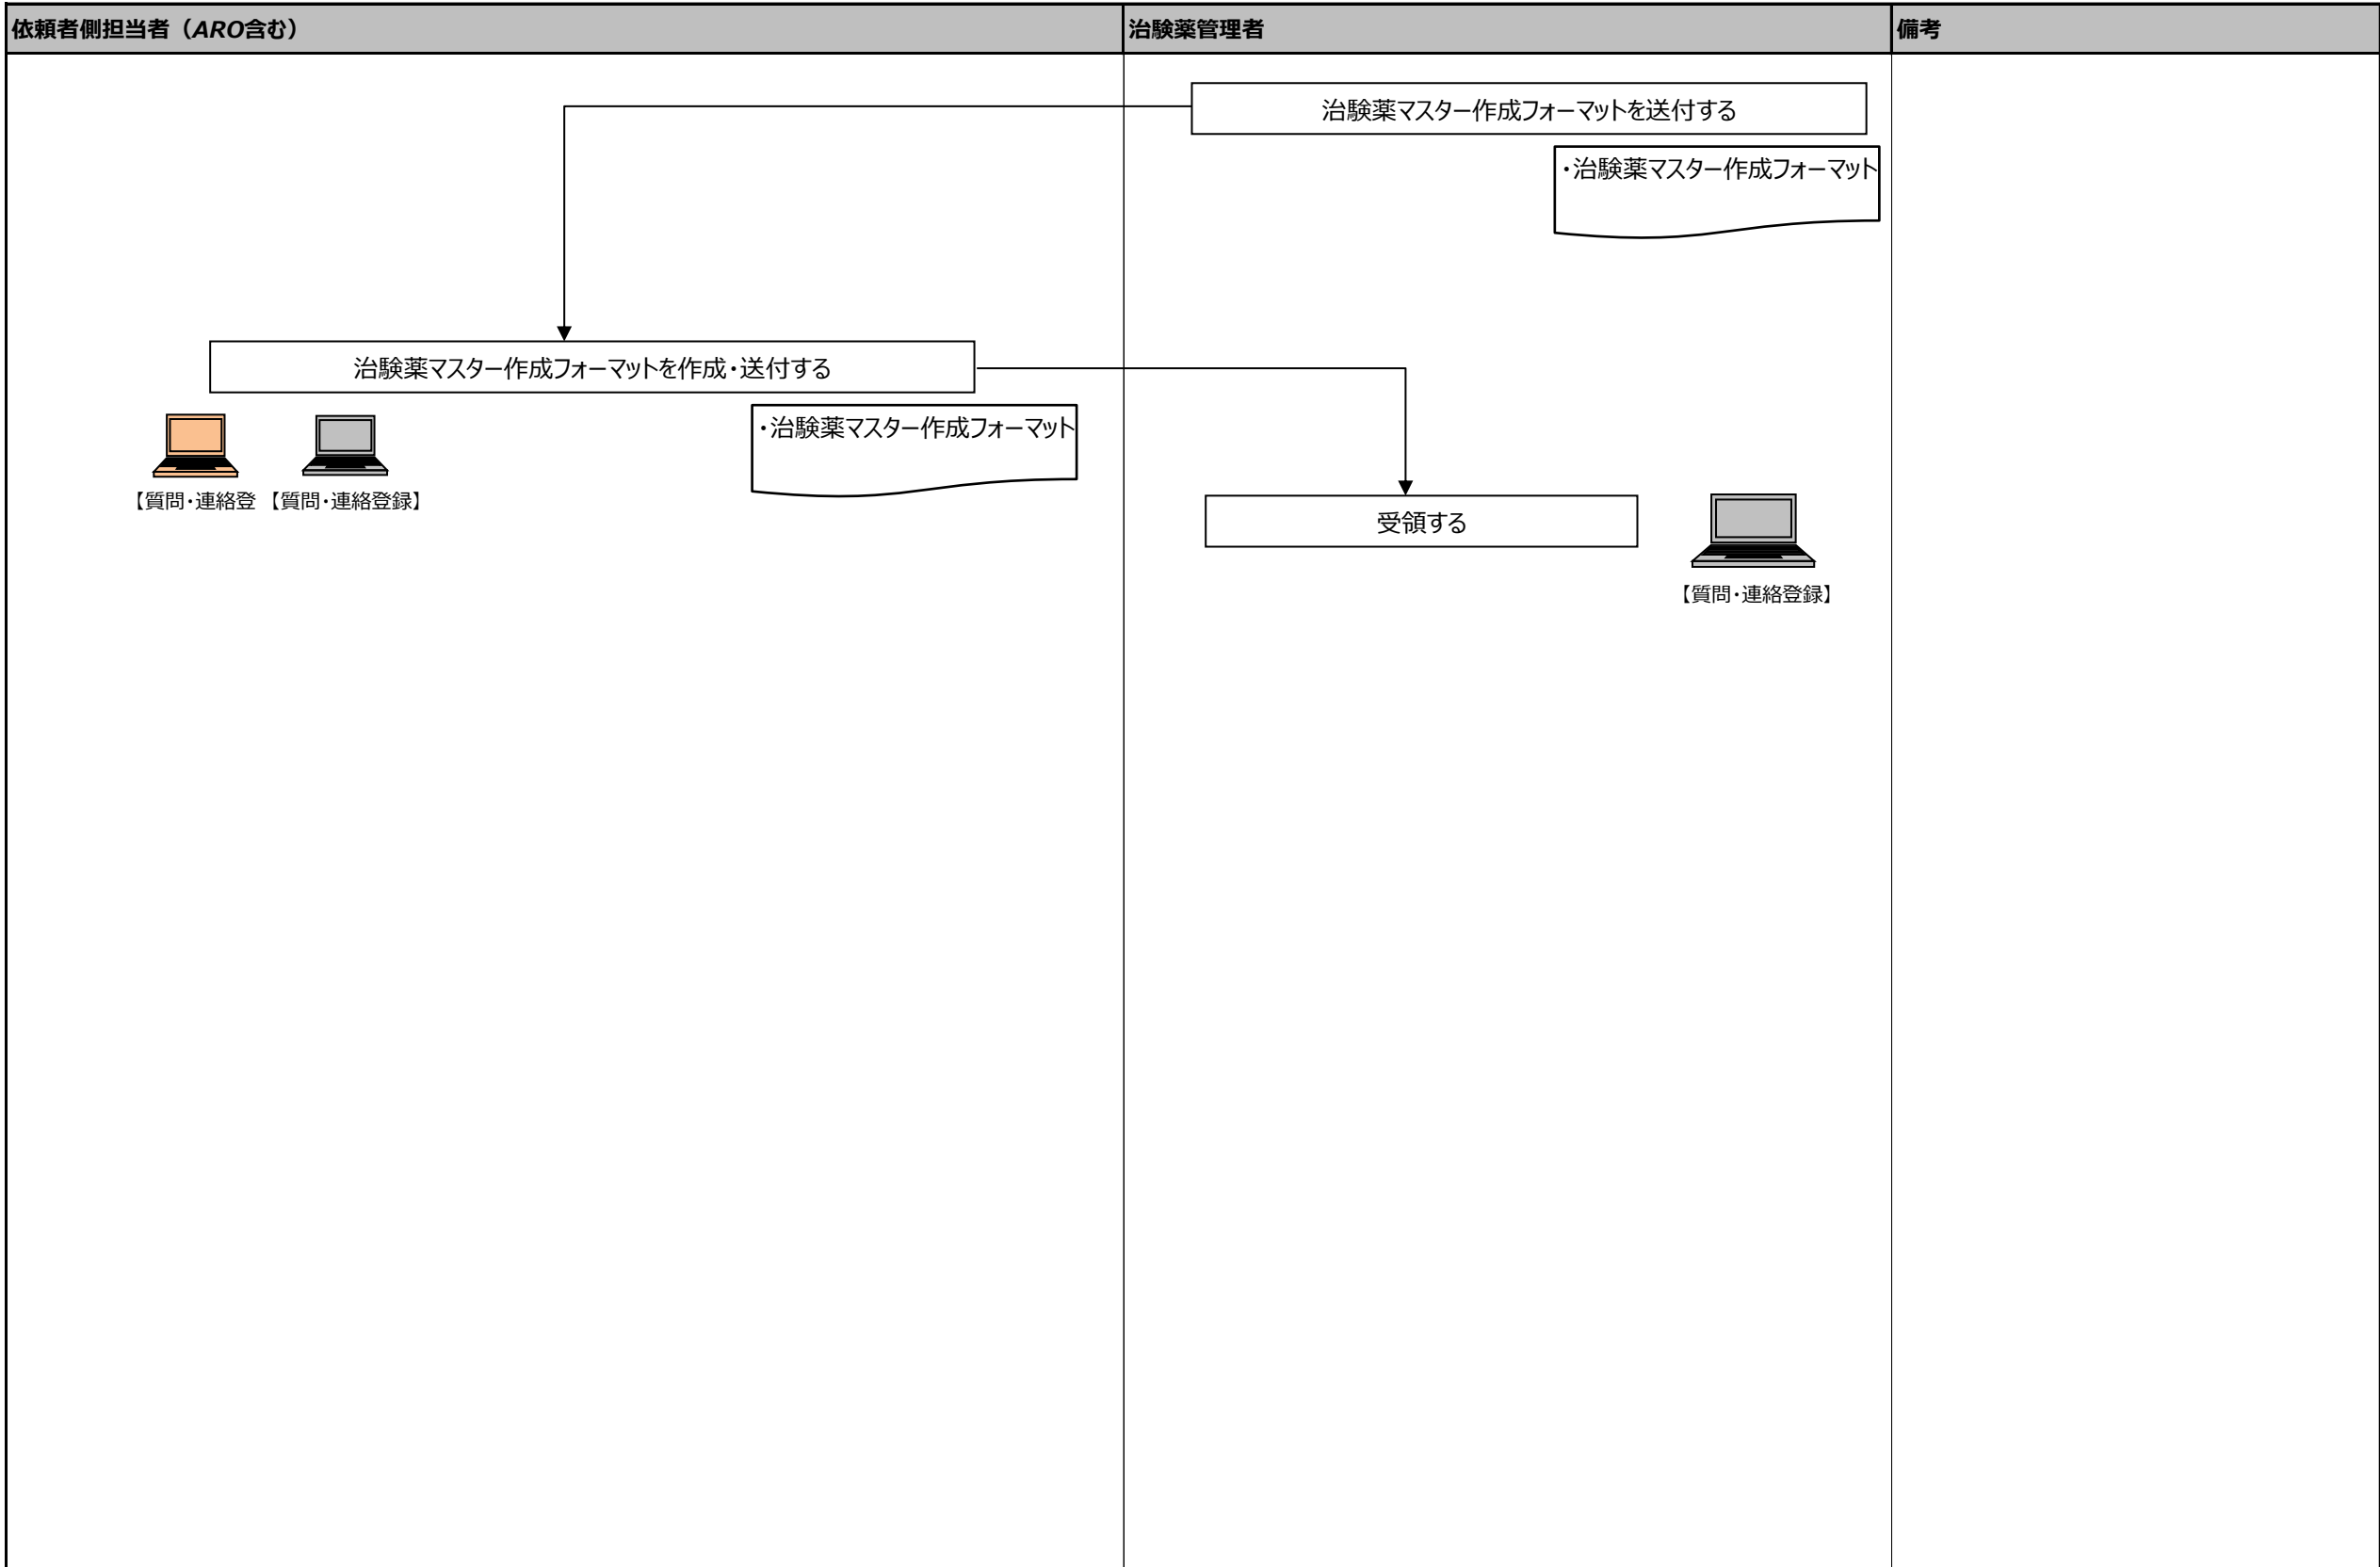 依頼者側担当者（ARO含む）
治験薬管理者
備考
治験薬マスター作成フォーマットを送付する
・治験薬マスター作成フォーマット
治験薬マスター作成フォーマットを作成・送付する
・治験薬マスター作成フォーマット
【質問・連絡登
【質問・連絡登録】
受領する
【質問・連絡登録】